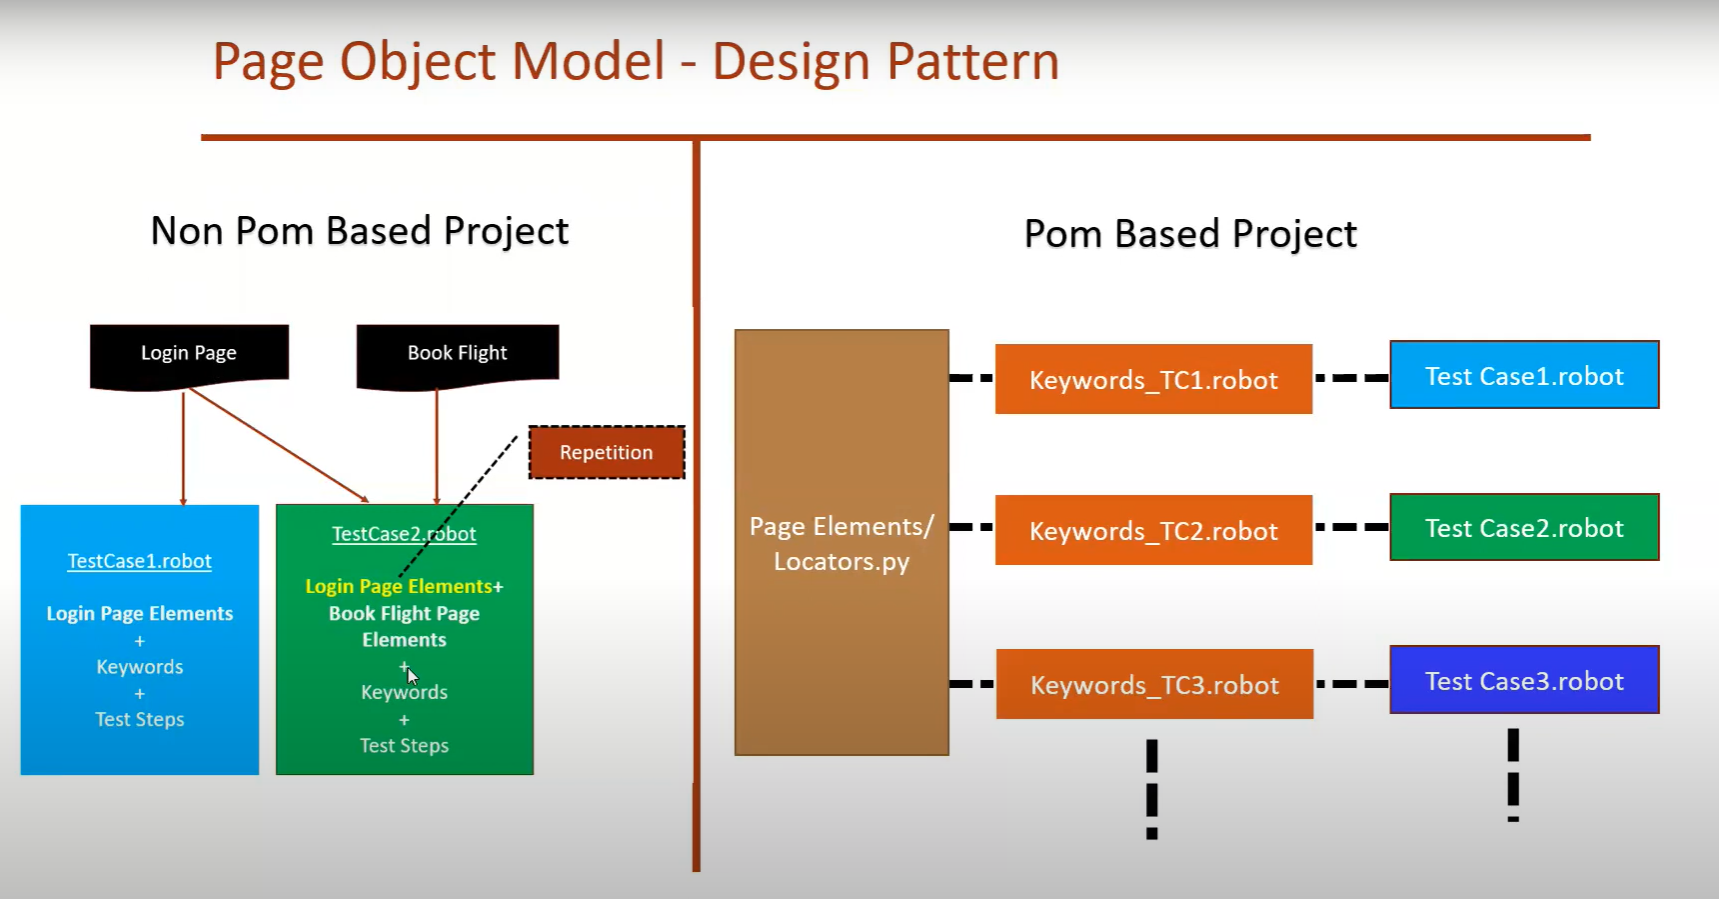 Page Object Model - Design Pattern
Non Pom Based Project
Login Page
Book Flight
Repetition
TestCase1.robot
Login Page Elements
+
Keywords
+
Test Steps
TestCase2.robot
Login Page Elements+
Book Flight Page
Elements
+
Keywords
+
Test Steps
Pom Based Project
Page Elements/
Locators.py
Keywords_TC1.robot
Test Case1.robot
Keywords_TC2.robot
Test Case2.robot
Keywords_TC3.robot
Test Case3.robot